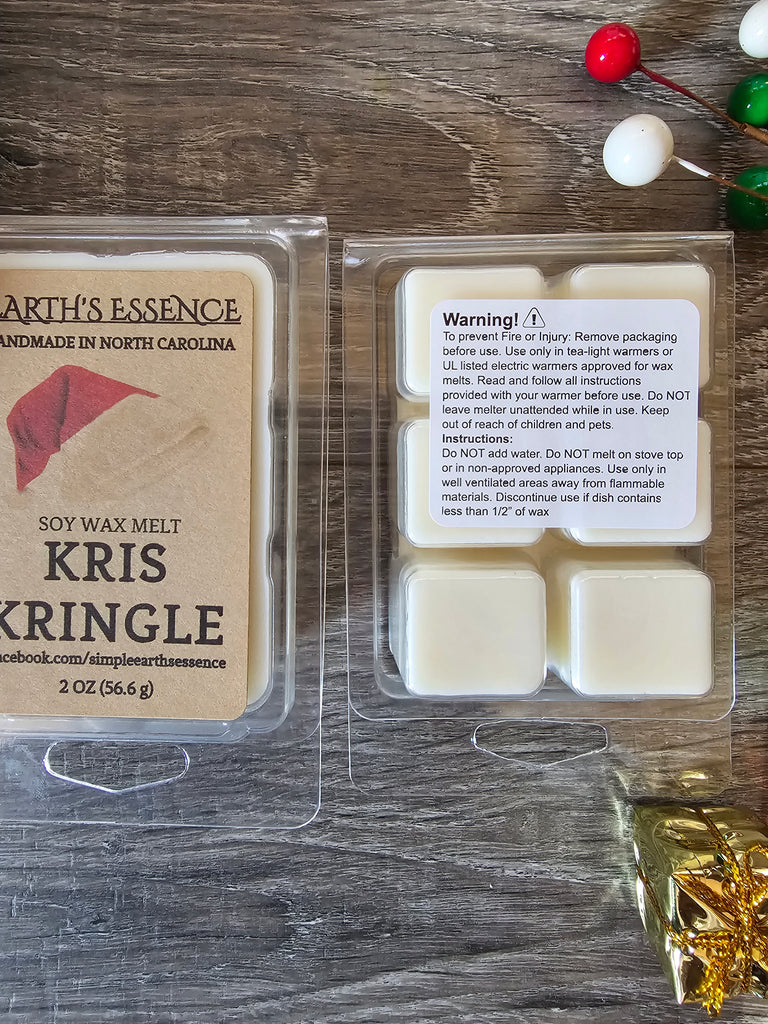 EARTH'S ESSENCE
HANDMADE IN NORTH CAROLINA
SOY WAX MELT
KRIS
KRINGLE
facebook.com/simpleearthsessence
2 OZ (56.6 g)
Warning!
To prevent Fire or Injury: Remove packaging
before use. Use only in tea-light warmers or
UL listed electric warmers approved for wax
melts. Read and follow all instructions
provided with your warmer before use. Do NOT
leave melter unattended while in use. Keep
out of reach of children and pets.
Instructions:
Do NOT add water. Do NOT melt on stove top
or in non-approved appliances. Use only in
well ventilated areas away from flammable
materials. Discontinue use if dish contains
less than 1/2" of wax